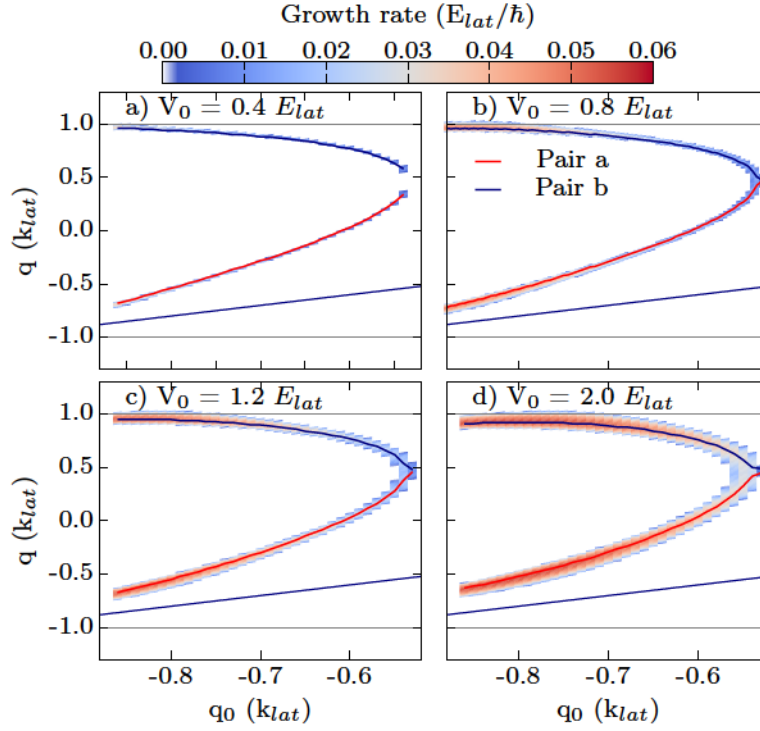 Growth rate (E_lat/ħ)
0.00 0.01 0.02 0.03 0.04 0.05 0.06
a) V_0 = 0.4 E_lat
b) V_0 = 0.8 E_lat
Pair a
Pair b
1.0
0.5
0.0
-0.5
-1.0
q (k_lat)
c) V_0 = 1.2 E_lat
d) V_0 = 2.0 E_lat
1.0
0.5
0.0
-0.5
-1.0
q (k_lat)
-0.8 -0.7 -0.6 -0.8 -0.7 -0.6
q_0 (k_lat) q_0 (k_lat)